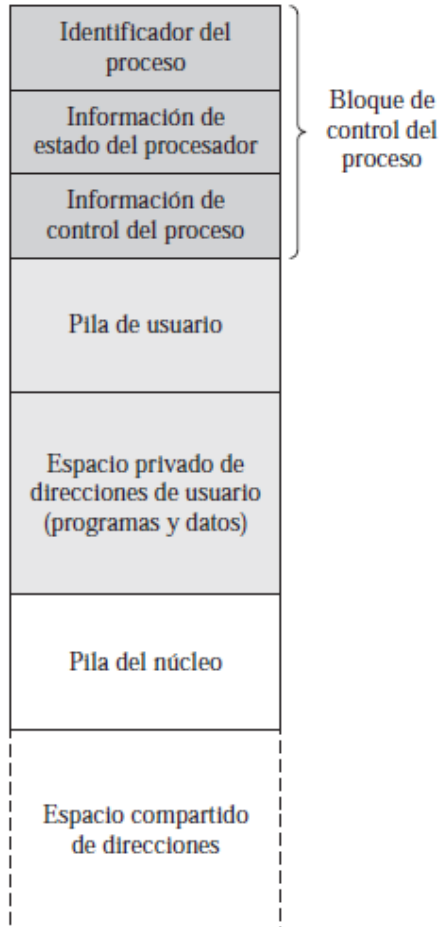 Identificador del
proceso
Información de
estado del procesador
Información de
control del proceso
Bloque de
control del
proceso
Pila de usuario
Espacio privado de
direcciones de usuario
(programas y datos)
Pila del núcleo
Espacio compartido
de direcciones